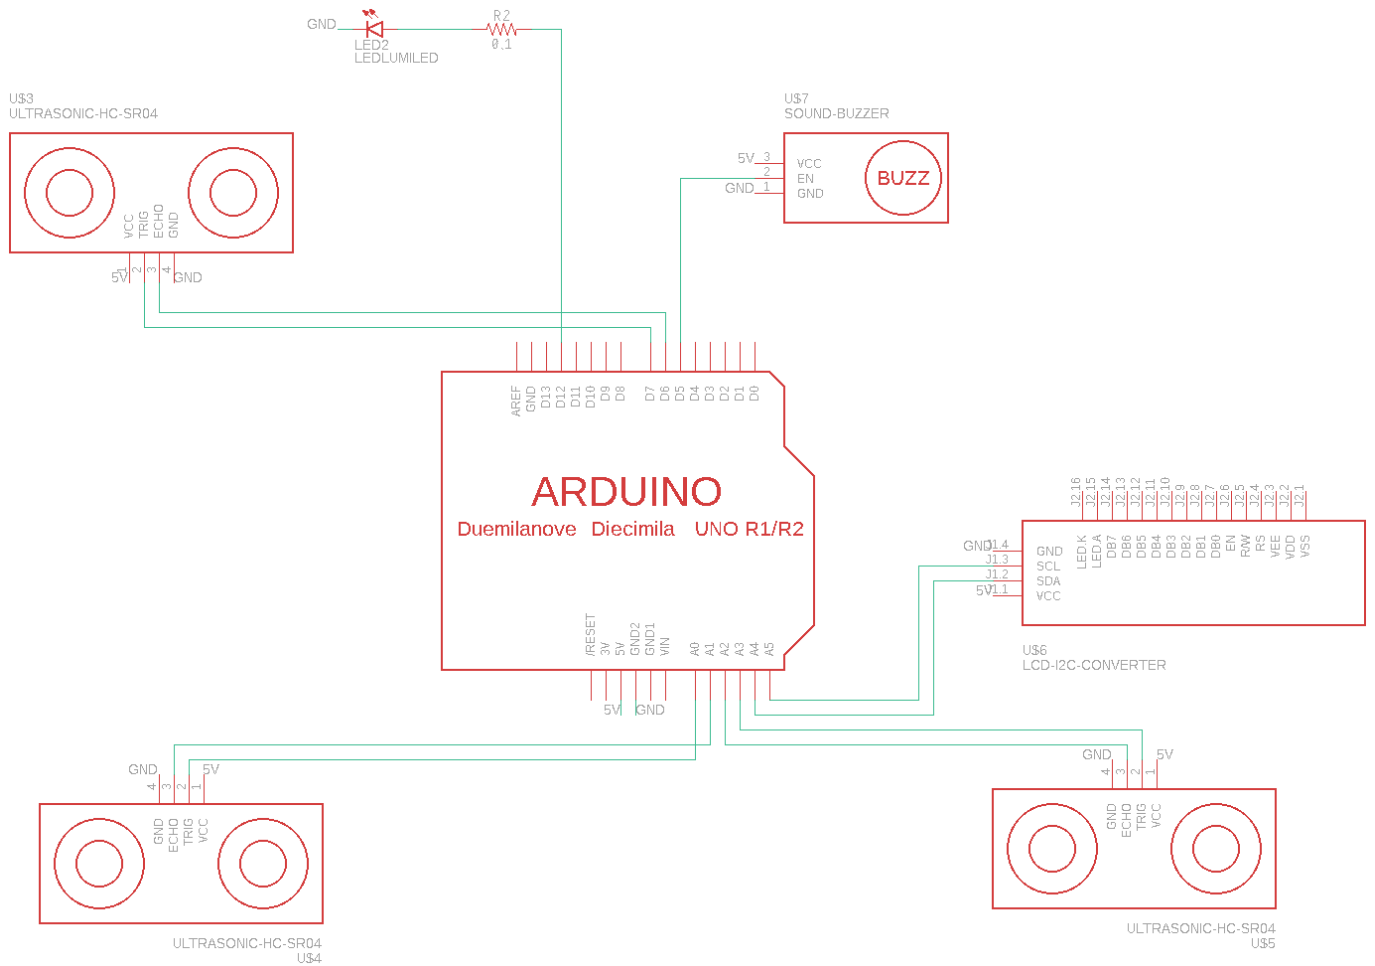 GND
R2
LED2
0.1
LEDLUMILED
U$3
ULTRASONIC-HC-SR04
VCC
TRIG
ECHO
GND
5V
1
2
3
4
GND
U$7
SOUND-BUZZER
5V
3
VCC
2
EN
GND
1
GND
BUZZ
AREF
GND
D13
D12
D11
D10
D9
D8
D7
D6
D5
D4
D3
D2
D1
D0
ARDUINO
Duemilanove Diecimila UNO R1/R2
/RESET
3V
5V
GND2
GND1
VIN
A0
A1
A2
A3
A4
A5
5V
GND
J2.16
J2.15
J2.14
J2.13
J2.12
J2.11
J2.10
J2.9
J2.8
J2.7
J2.6
J2.5
J2.4
J2.3
J2.2
J2.1
LED.K
LED.A
DB7
DB6
DB5
DB4
DB3
DB2
DB1
DB0
EN
R/W
RS
VEE
VDD
VSS
GND
J1.4
GND
J1.3
SCL
J1.2
SDA
5V
J1.1
VCC
U$6
LCD-I2C-CONVERTER
GND
5V
4
3
2
1
GND
ECHO
TRIG
VCC
ULTRASONIC-HC-SR04
U$4
GND
5V
4
3
2
1
GND
ECHO
TRIG
VCC
ULTRASONIC-HC-SR04
U$5